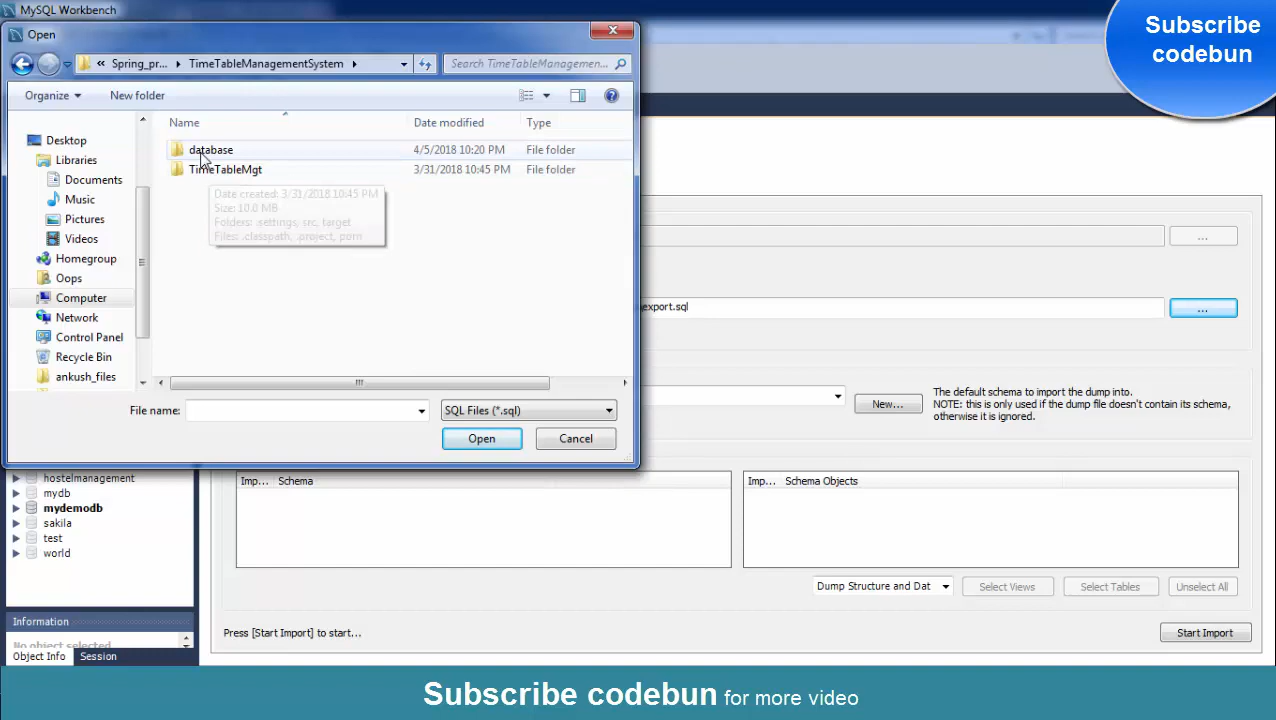 MySQL Workbench
Open
« Spring_pr... TimeTableManagementSystem
Search TimeTableManagemen...
Organize
New folder
Name
Date modified
Type
database
4/5/2018 10:20 PM
File folder
TimeTableMgt
3/31/2018 10:45 PM
File folder
Date created: 3/31/2018 10:45 PM
Size: 10.0 MB
Folders: .settings, src, target
Files: .classpath, .project, pom
Desktop
Libraries
Documents
Music
Pictures
Videos
Homegroup
Oops
Computer
Network
Control Panel
Recycle Bin
ankush_files
File name:
SQL Files (*.sql)
Open
Cancel
Subscribe
codebun
...
export.sql
...
New...
The default schema to import the dump into.
NOTE: this is only used if the dump file doesn't contain its schema,
otherwise it is ignored.
hostelmanagement
mydb
mydemodb
sakila
test
world
Imp... Schema
Imp... Schema Objects
Dump Structure and Dat
Select Views
Select Tables
Unselect All
Information
No object selected
Object Info
Session
Press [Start Import] to start...
Start Import
Subscribe codebun for more video